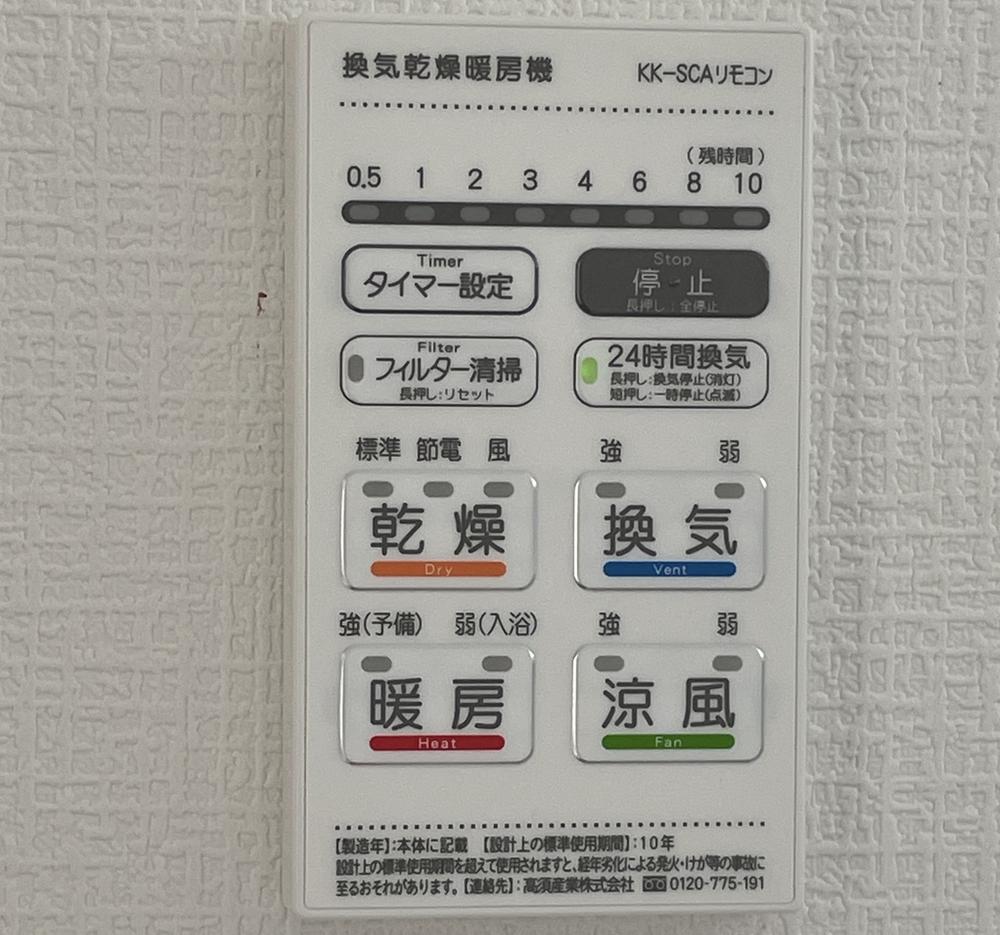 換気乾燥暖房機 KK-SCAリモコン
(残時間)
0.5 1 2 3 4 6 8 10
Timer
タイマー設定
Stop
停止
長押し:全停止
Filter
フィルター清掃
長押し:リセット
24時間換気
長押し:換気停止(消灯)
短押し:一時停止(点滅)
標準 節電 風
乾燥
Dry
強 弱
換気
Vent
強(予備) 弱(入浴)
暖房
Heat
強 弱
涼風
Fan
【製造年】:本体に記載 【設計上の標準使用期間】:10年
設計上の標準使用期間を超えて使用されますと、経年劣化による発火・けが等の事故に
至るおそれがあります。【連絡先】:高須産業株式会社 0120-775-191